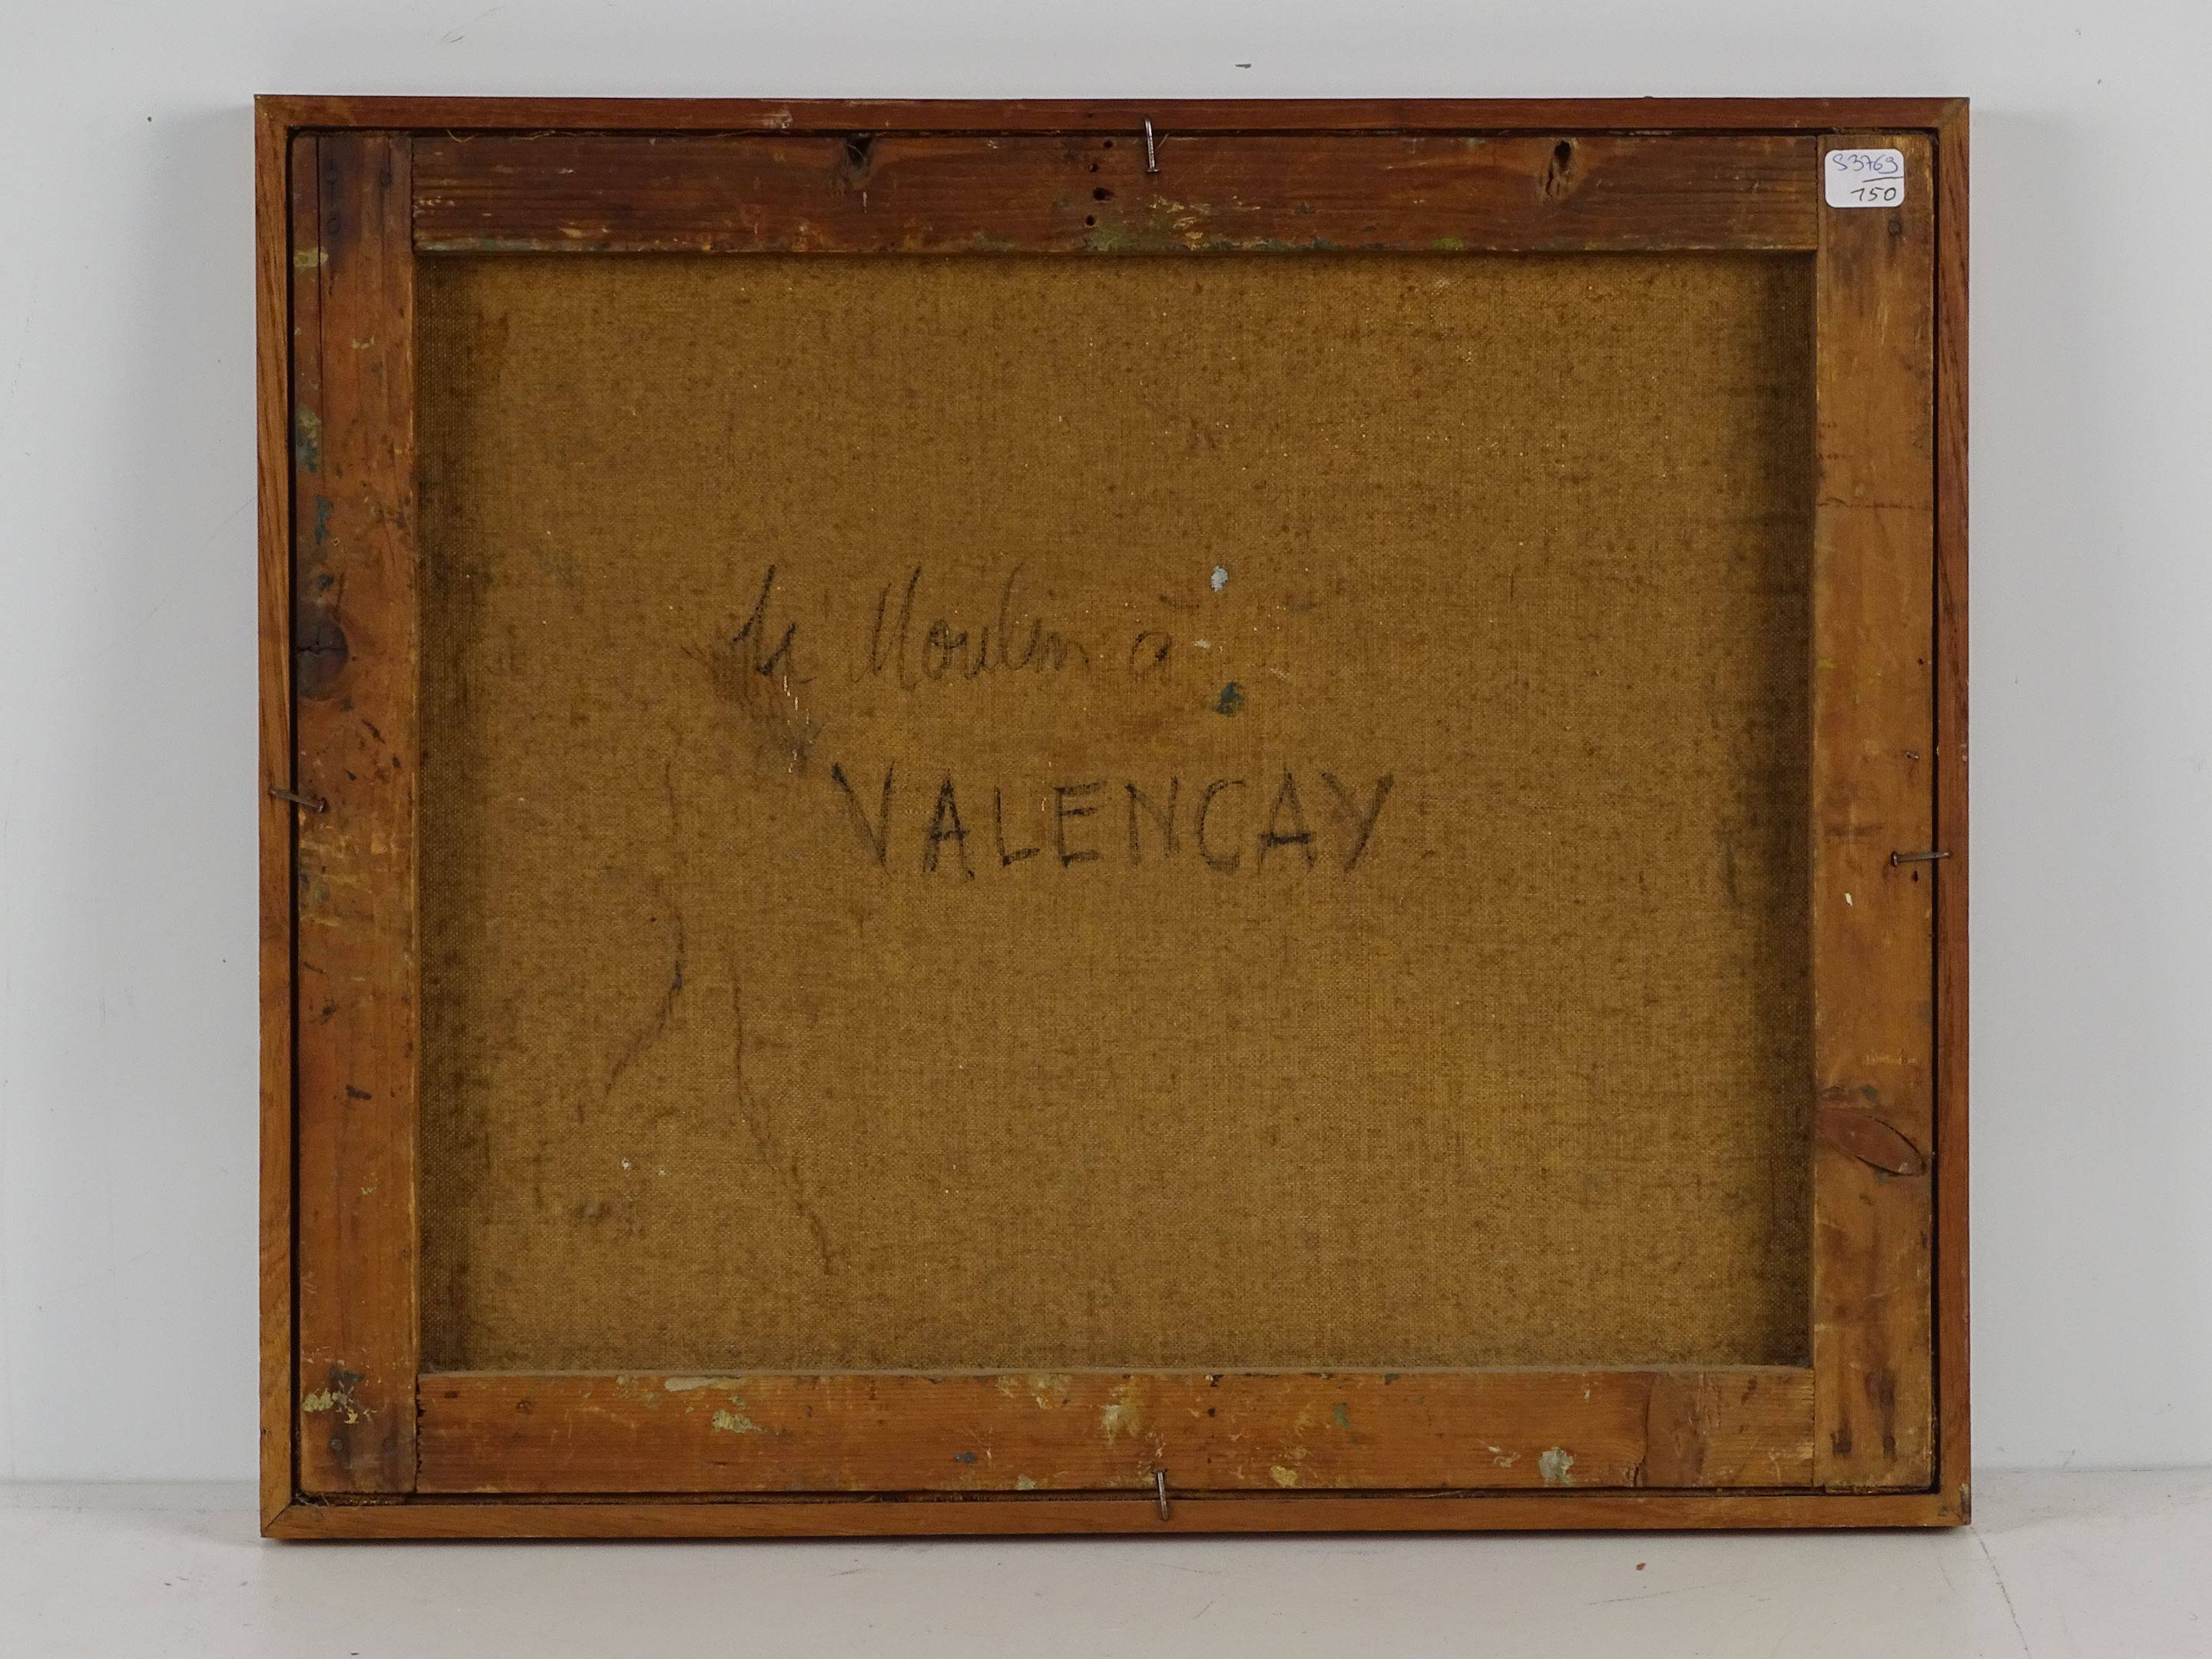 S3769
150
le Moulin à
VALENCAY